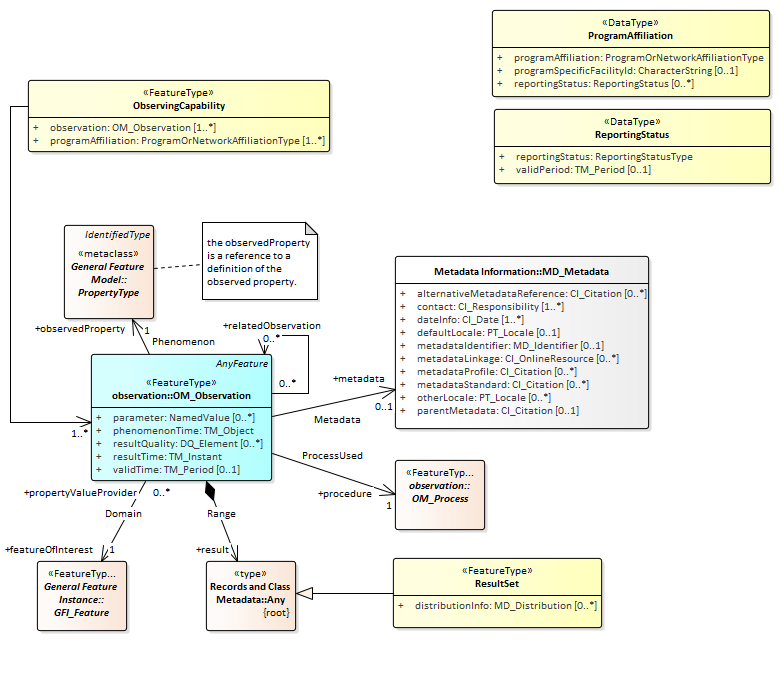 «DataType»
ProgramAffiliation
+ programAffiliation: ProgramOrNetworkAffiliationType
+ programSpecificFacilityId: CharacterString [0..1]
+ reportingStatus: ReportingStatus [0..*]
«FeatureType»
ObservingCapability
+ observation: OM_Observation [1..*]
+ programAffiliation: ProgramOrNetworkAffiliationType [1..*]
«DataType»
ReportingStatus
+ reportingStatus: ReportingStatusType
+ validPeriod: TM_Period [0..1]
IdentifiedType
«metaclass»
General Feature
Model::
PropertyType
the observedProperty
is a reference to a
definition of the
observed property.
Metadata Information::MD_Metadata
+ alternativeMetadataReference: CI_Citation [0..*]
+ contact: CI_Responsibility [1..*]
+ dateInfo: CI_Date [1..*]
+ defaultLocale: PT_Locale [0..1]
+ metadataIdentifier: MD_Identifier [0..1]
+ metadataLinkage: CI_OnlineResource [0..*]
+ metadataProfile: CI_Citation [0..*]
+ metadataStandard: CI_Citation [0..*]
+ otherLocale: PT_Locale [0..*]
+ parentMetadata: CI_Citation [0..1]
+observedProperty
1
Phenomenon
+relatedObservation
0..*
0..*
AnyFeature
«FeatureType»
observation::OM_Observation
+ parameter: NamedValue [0..*]
+ phenomenonTime: TM_Object
+ resultQuality: DQ_Element [0..*]
+ resultTime: TM_Instant
+ validTime: TM_Period [0..1]
1..*
+metadata
0..1
Metadata
ProcessUsed
+procedure
1
«FeatureTyp...
observation::
OM_Process
+propertyValueProvider
0..*
Domain
+featureOfInterest
1
Range
+result
«FeatureTyp...
General Feature
Instance::
GFI_Feature
«type»
Records and Class
Metadata::Any
{root}
«FeatureType»
ResultSet
+ distributionInfo: MD_Distribution [0..*]